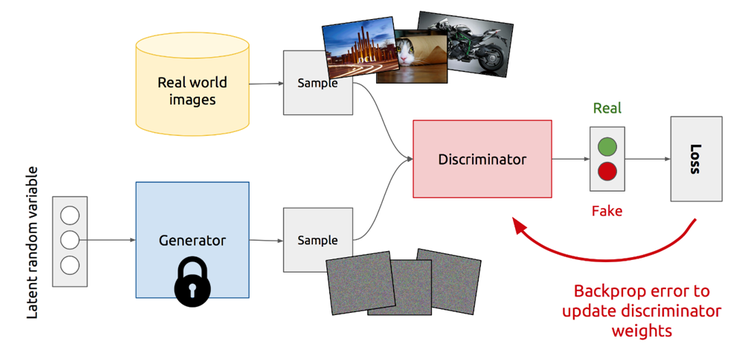 Real world
images
Sample
Discriminator
Real
Fake
Loss
Latent random variable
Generator
Sample
Backprop error to
update discriminator
weights